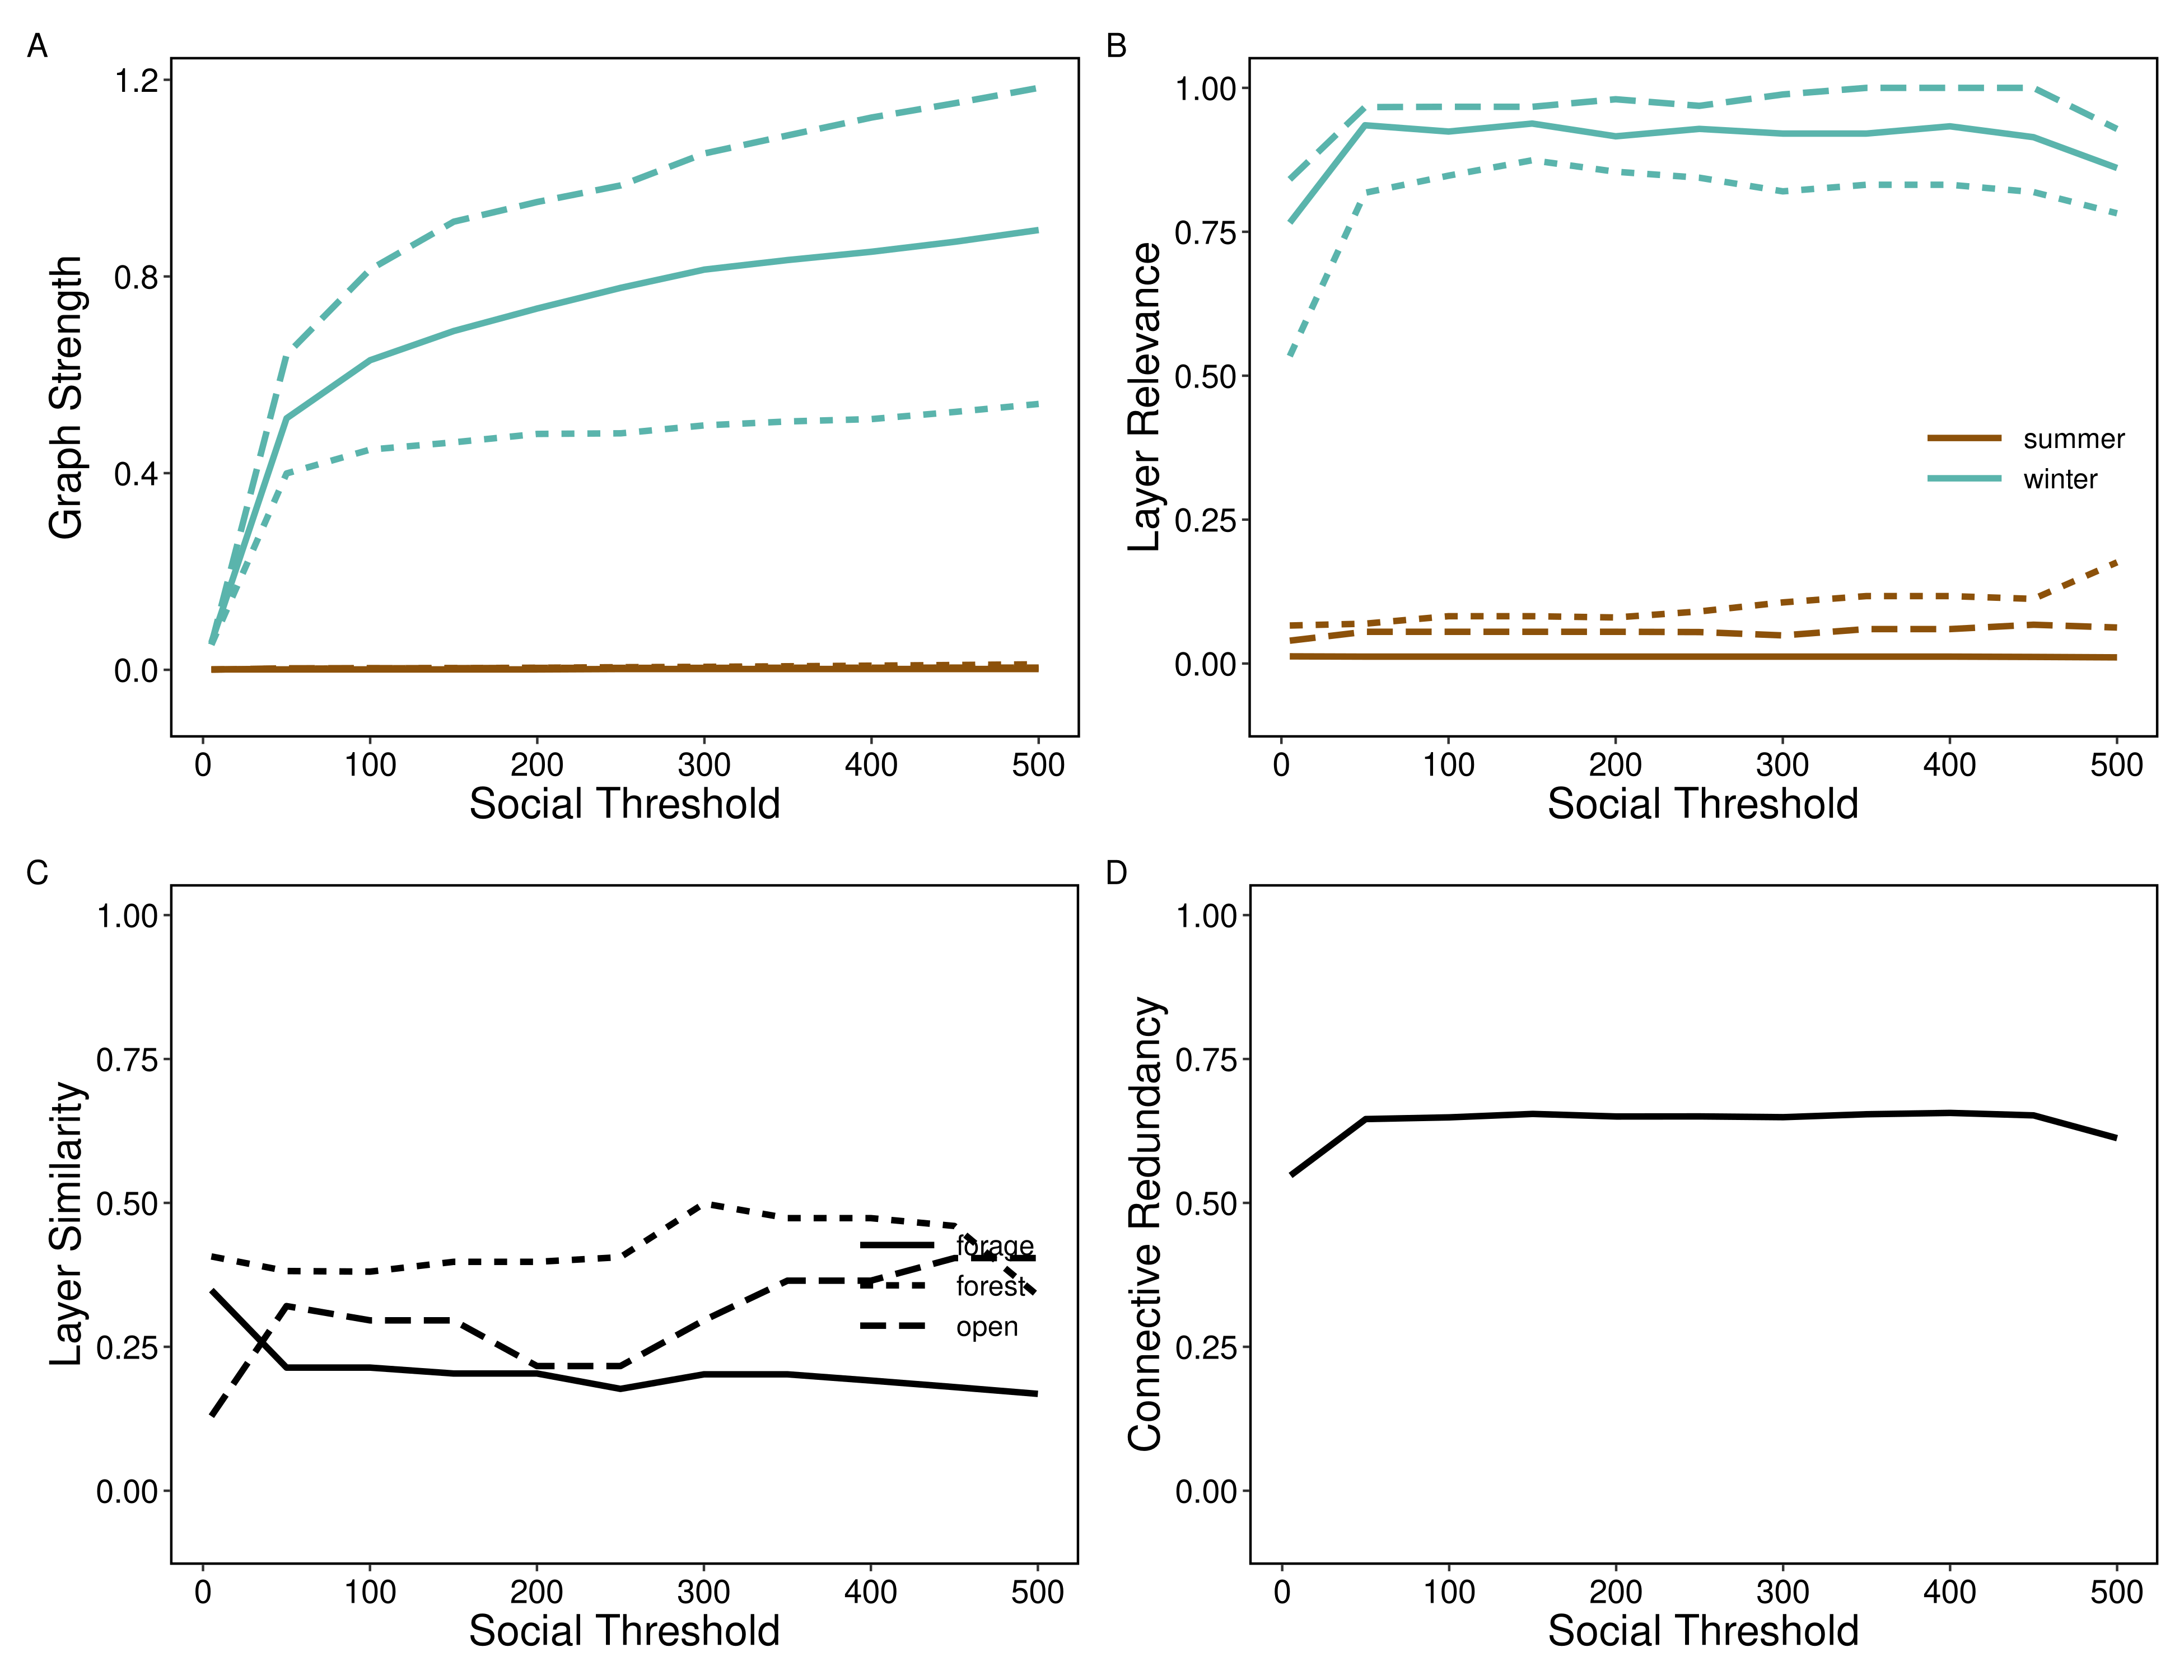 A
1.2
0.8
0.4
0.0
Graph Strength
0 100 200 300 400 500
Social Threshold
B
1.00
0.75
0.50
0.25
0.00
Layer Relevance
summer
winter
0 100 200 300 400 500
Social Threshold
C
1.00
0.75
0.50
0.25
0.00
Layer Similarity
forage
forest
open
0 100 200 300 400 500
Social Threshold
D
1.00
0.75
0.50
0.25
0.00
Connective Redundancy
0 100 200 300 400 500
Social Threshold